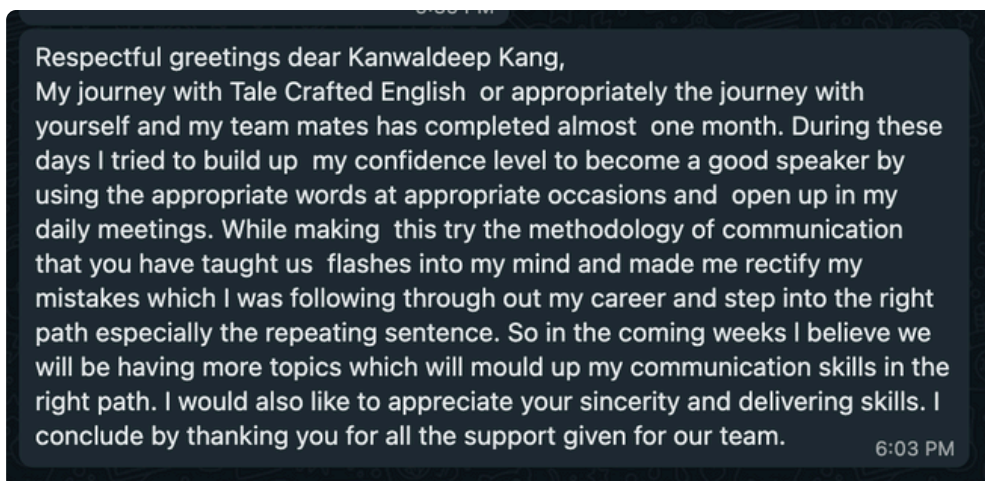 Respectful greetings dear Kanwaldeep Kang,
My journey with Tale Crafted English  or appropriately the journey with
yourself and my team mates has completed almost  one month. During these
days I tried to build up  my confidence level to become a good speaker by
using the appropriate words at appropriate occasions and  open up in my
daily meetings. While making  this try the methodology of communication
that you have taught us  flashes into my mind and made me rectify my
mistakes which I was following through out my career and step into the right
path especially the repeating sentence. So in the coming weeks I believe we
will be having more topics which will mould up my communication skills in the
right path. I would also like to appreciate your sincerity and delivering skills. I
conclude by thanking you for all the support given for our team.
6:03 PM